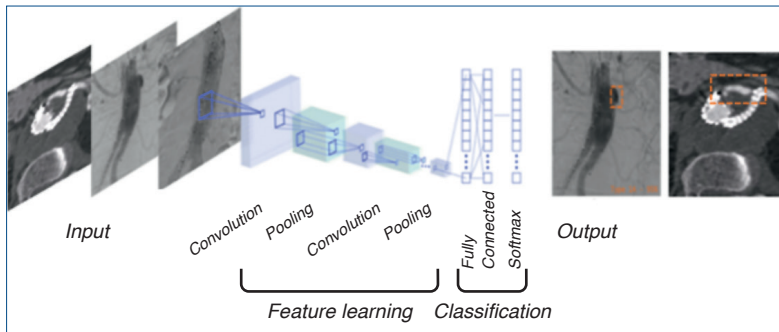 Input
Convolution
Pooling
Convolution
Pooling
Fully
Connected
Softmax
Output
Feature learning
Classification